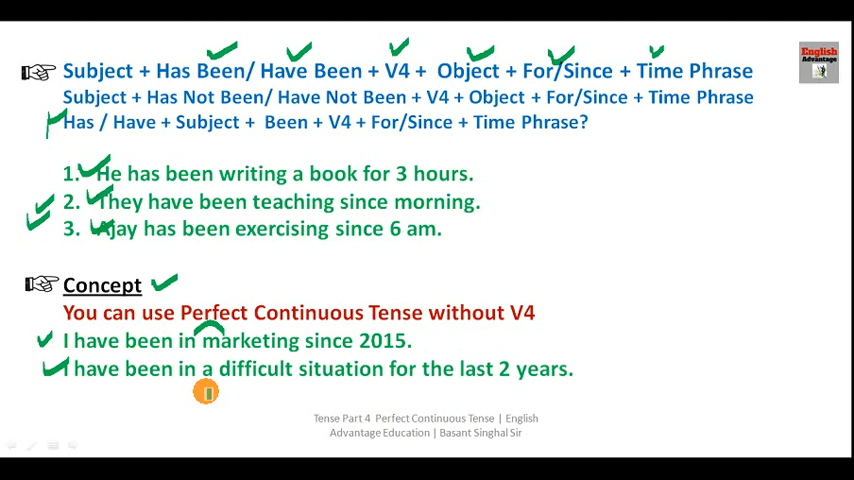 English
Advantage
Subject + Has Been/ Have Been + V4 + Object + For/Since + Time Phrase
Subject + Has Not Been/ Have Not Been + V4 + Object + For/Since + Time Phrase
Has / Have + Subject + Been + V4 + For/Since + Time Phrase?
1. He has been writing a book for 3 hours.
2. They have been teaching since morning.
3. Ajay has been exercising since 6 am.
Concept
You can use Perfect Continuous Tense without V4
I have been in marketing since 2015.
I have been in a difficult situation for the last 2 years.
Tense Part 4 Perfect Continuous Tense | English
Advantage Education | Basant Singhal Sir